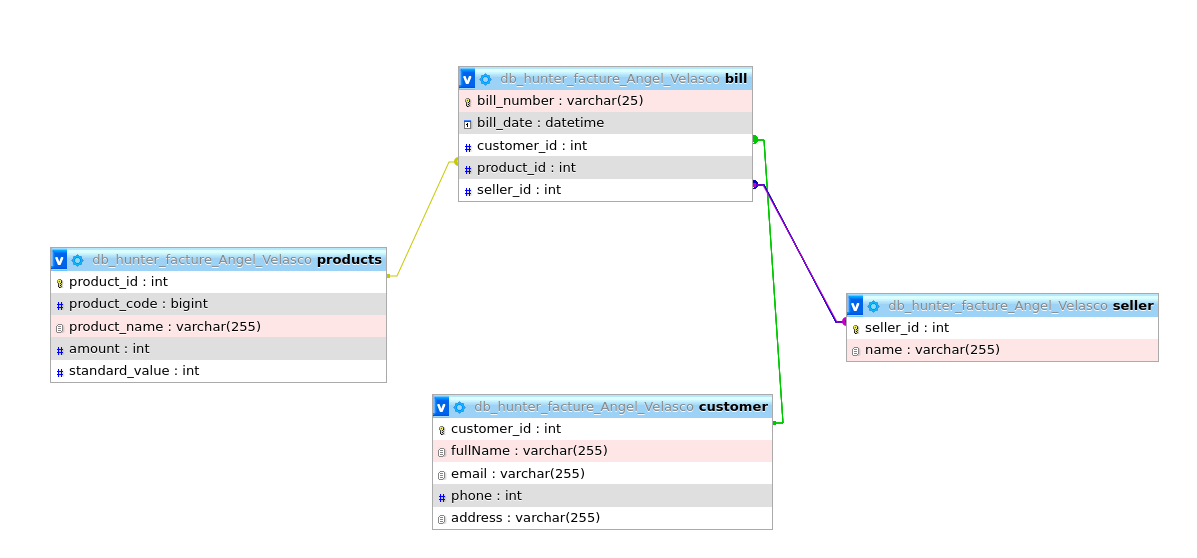 v db_hunter_facture_Angel_Velasco bill
bill_number : varchar(25)
bill_date : datetime
# customer_id : int
# product_id : int
# seller_id : int
v db_hunter_facture_Angel_Velasco products
product_id : int
# product_code : bigint
product_name : varchar(255)
# amount : int
# standard_value : int
v db_hunter_facture_Angel_Velasco seller
seller_id : int
name : varchar(255)
v db_hunter_facture_Angel_Velasco customer
customer_id : int
fullName : varchar(255)
email : varchar(255)
# phone : int
address : varchar(255)